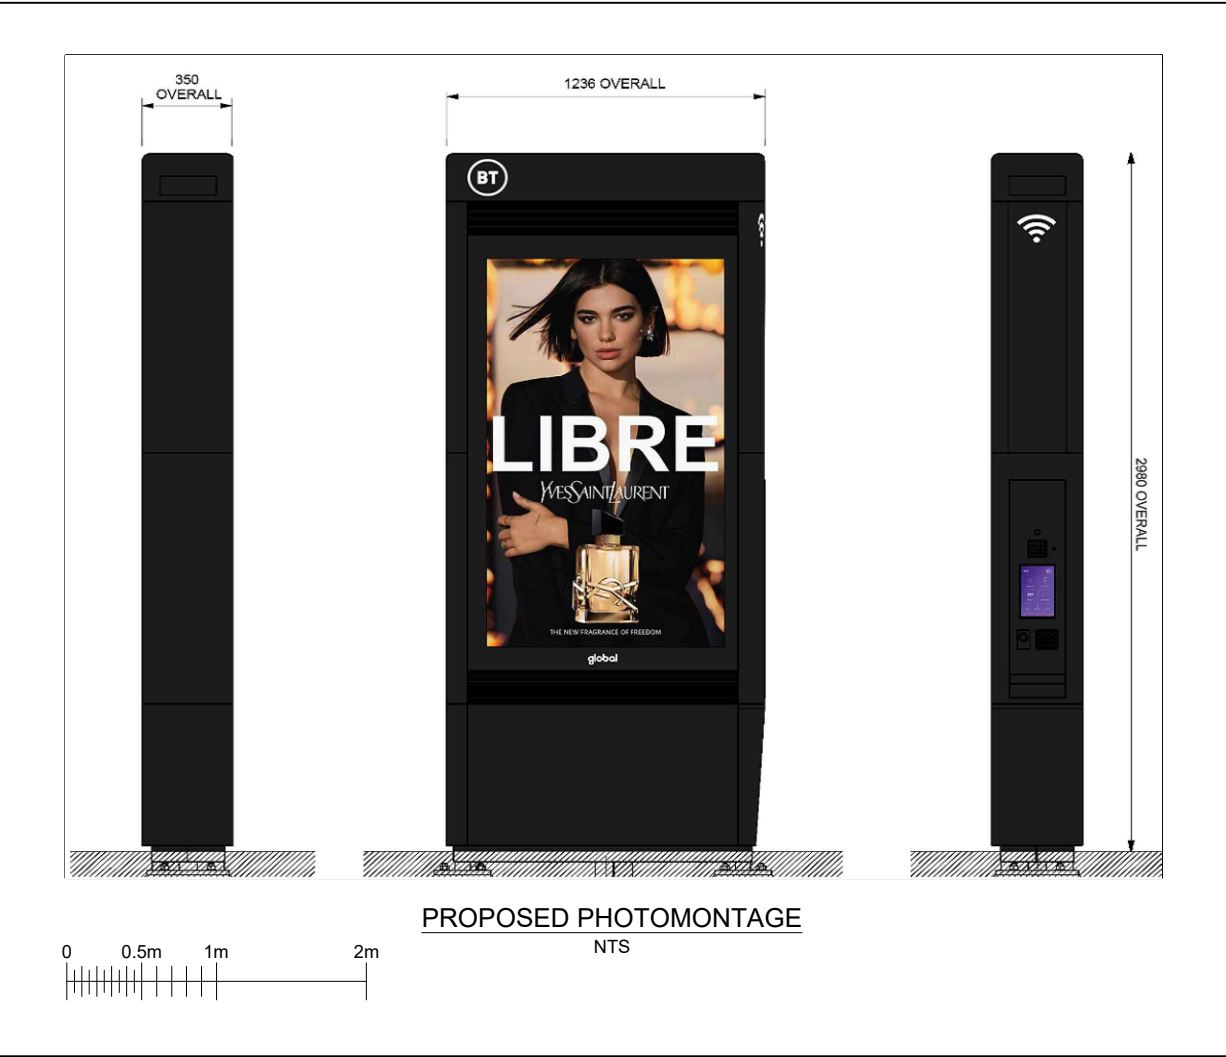 350
OVERALL
1236 OVERALL
BT
LIBRE
YVESSAINTLAURENT
THE NEW FRAGRANCE OF FREEDOM
global
2980 OVERALL
PROPOSED PHOTOMONTAGE
NTS
0 0.5m 1m 2m